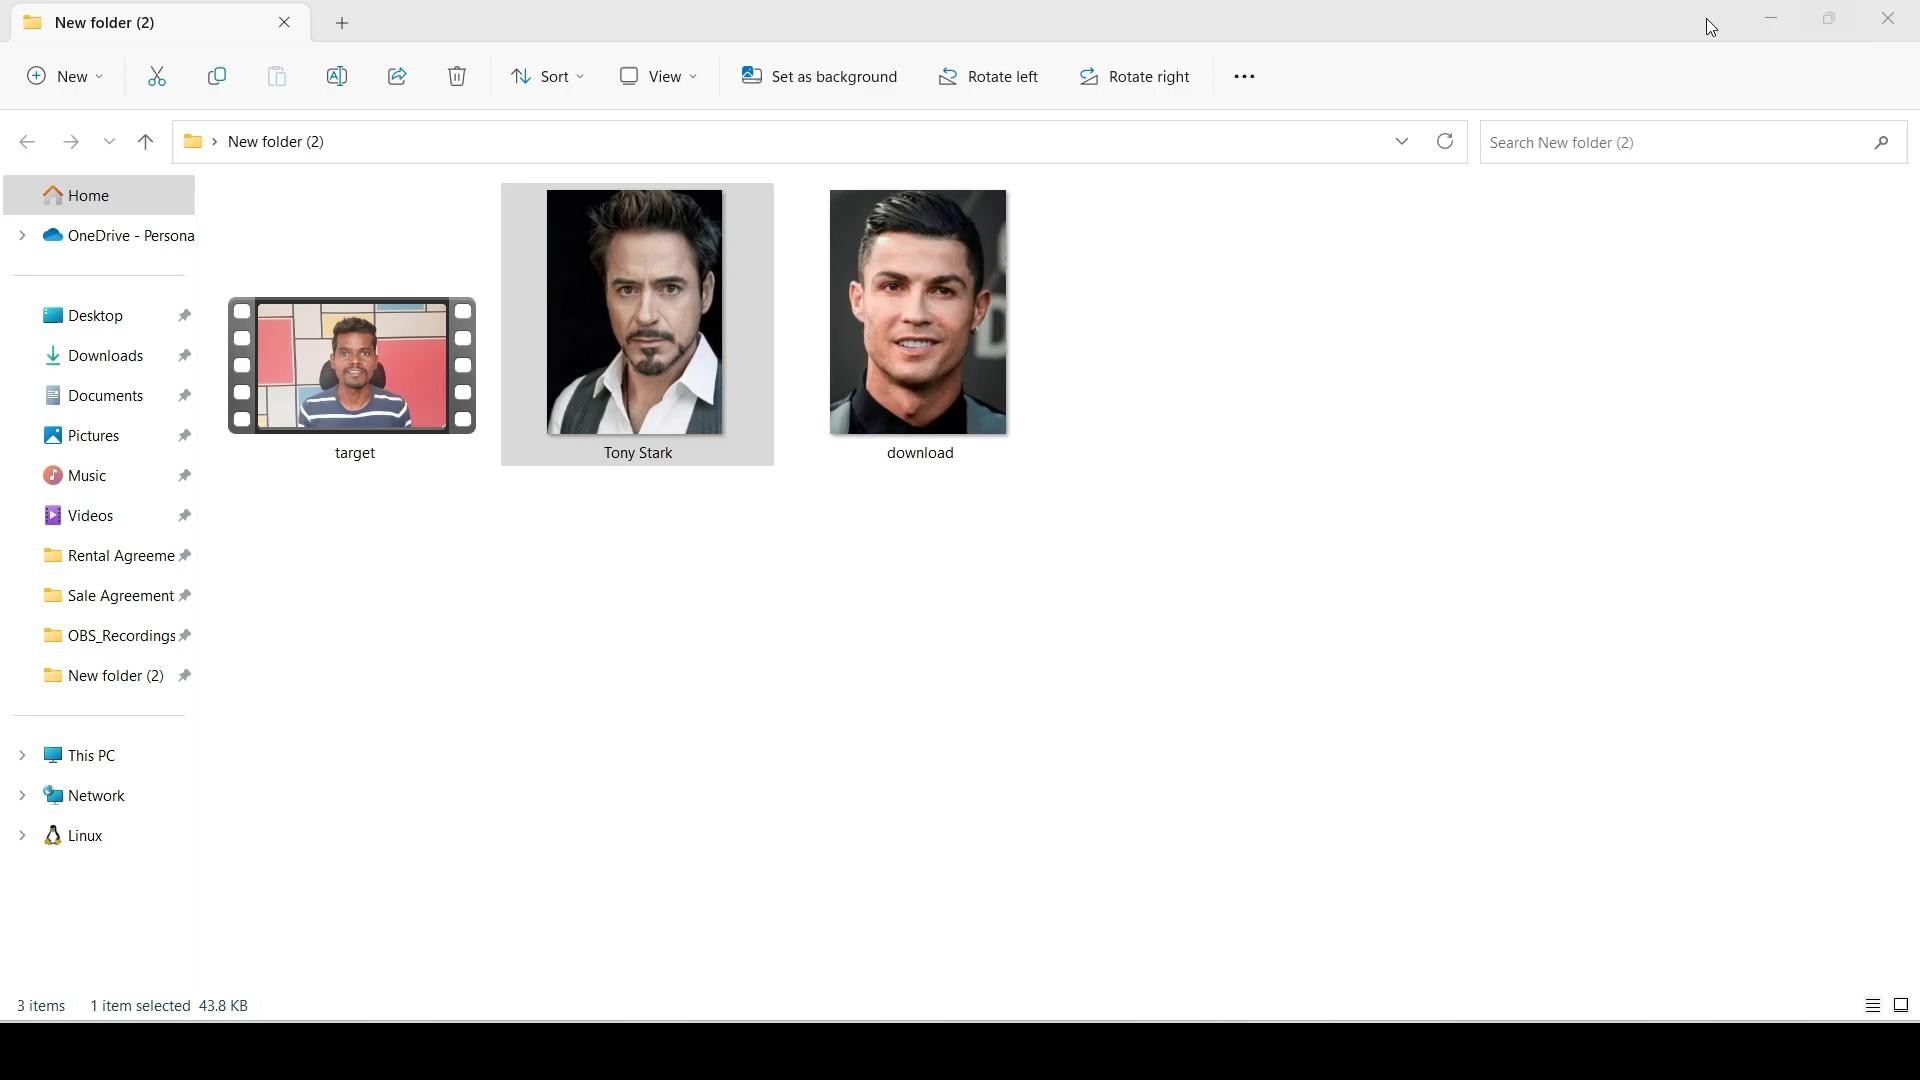 New folder (2)
New
Sort
View
Set as background
Rotate left
Rotate right
New folder (2)
Search New folder (2)
Home
OneDrive - Persona
Desktop
Downloads
Documents
Pictures
Music
Videos
Rental Agreeme
Sale Agreement
OBS_Recordings
New folder (2)
This PC
Network
Linux
target
Tony Stark
download
3 items
1 item selected 43.8 KB